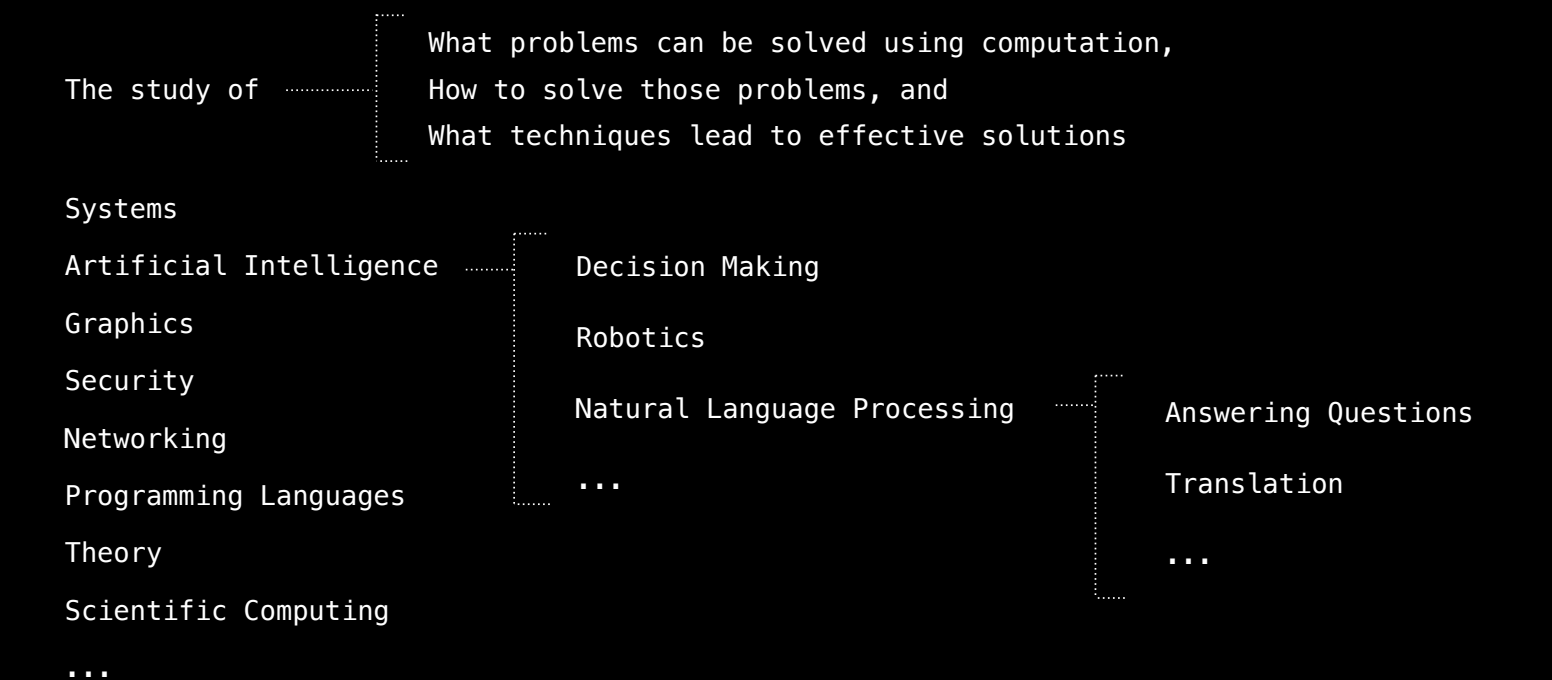 The study of
What problems can be solved using computation,
How to solve those problems, and
What techniques lead to effective solutions
Systems
Artificial Intelligence
Graphics
Security
Networking
Programming Languages
Theory
Scientific Computing
...
Decision Making
Robotics
Natural Language Processing
...
Answering Questions
Translation
...